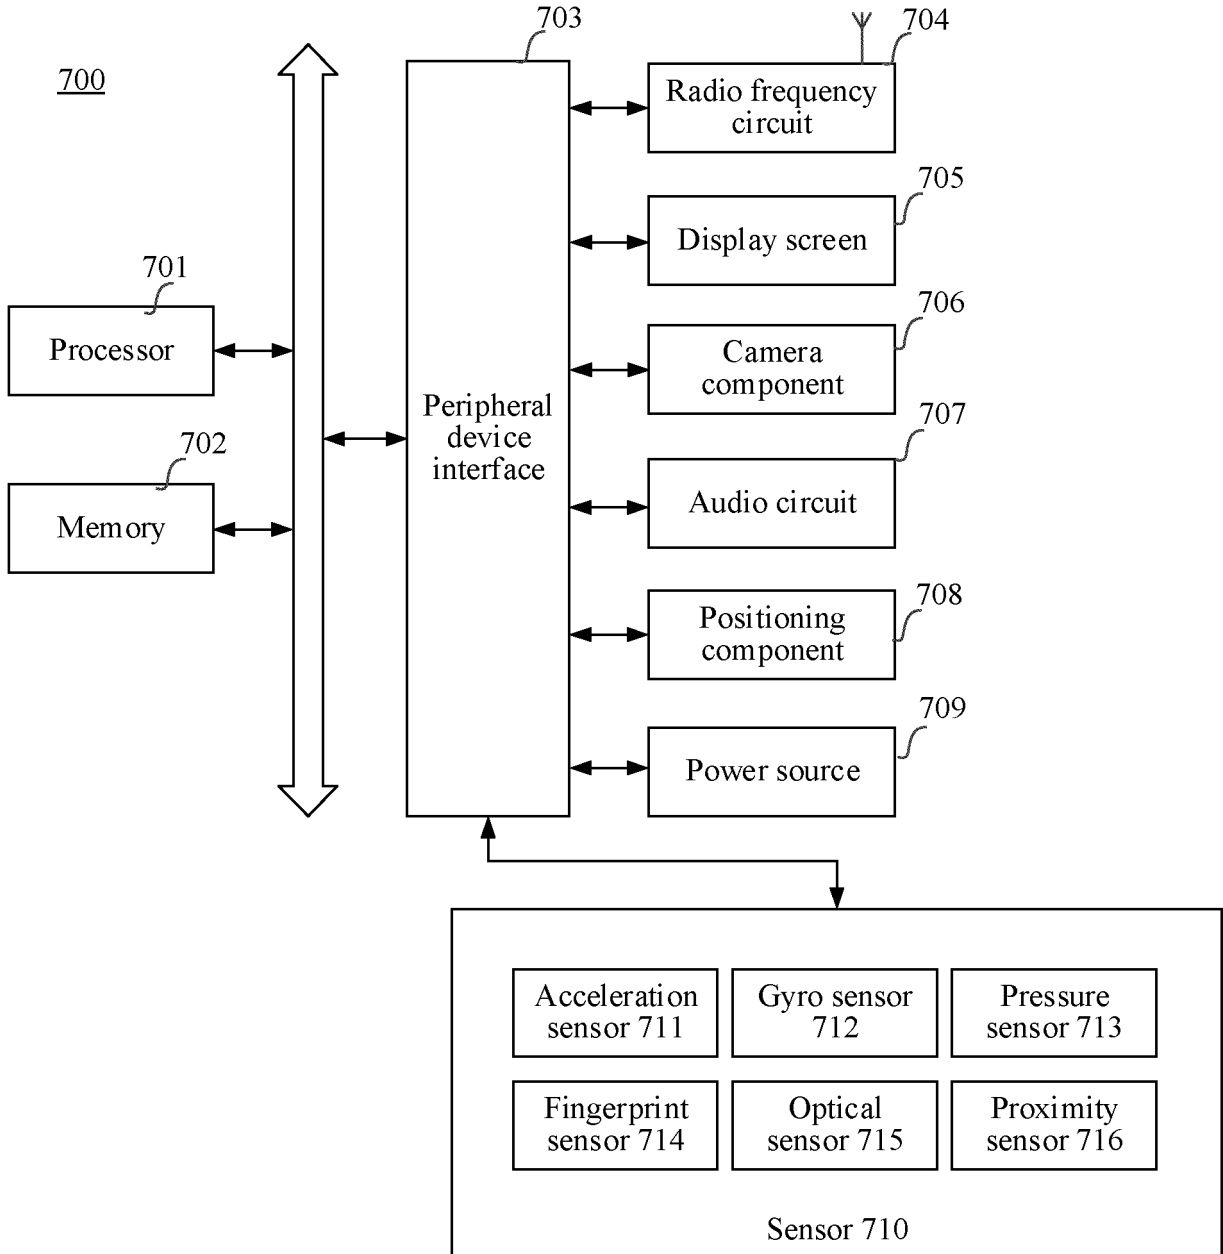 700
703
704
Radio frequency
circuit
705
Display screen
701
Processor
706
Camera
component
Peripheral
device
interface
702
Memory
707
Audio circuit
708
Positioning
component
709
Power source
Acceleration
sensor 711
Gyro sensor
712
Pressure
sensor 713
Fingerprint
sensor 714
Optical
sensor 715
Proximity
sensor 716
Sensor 710